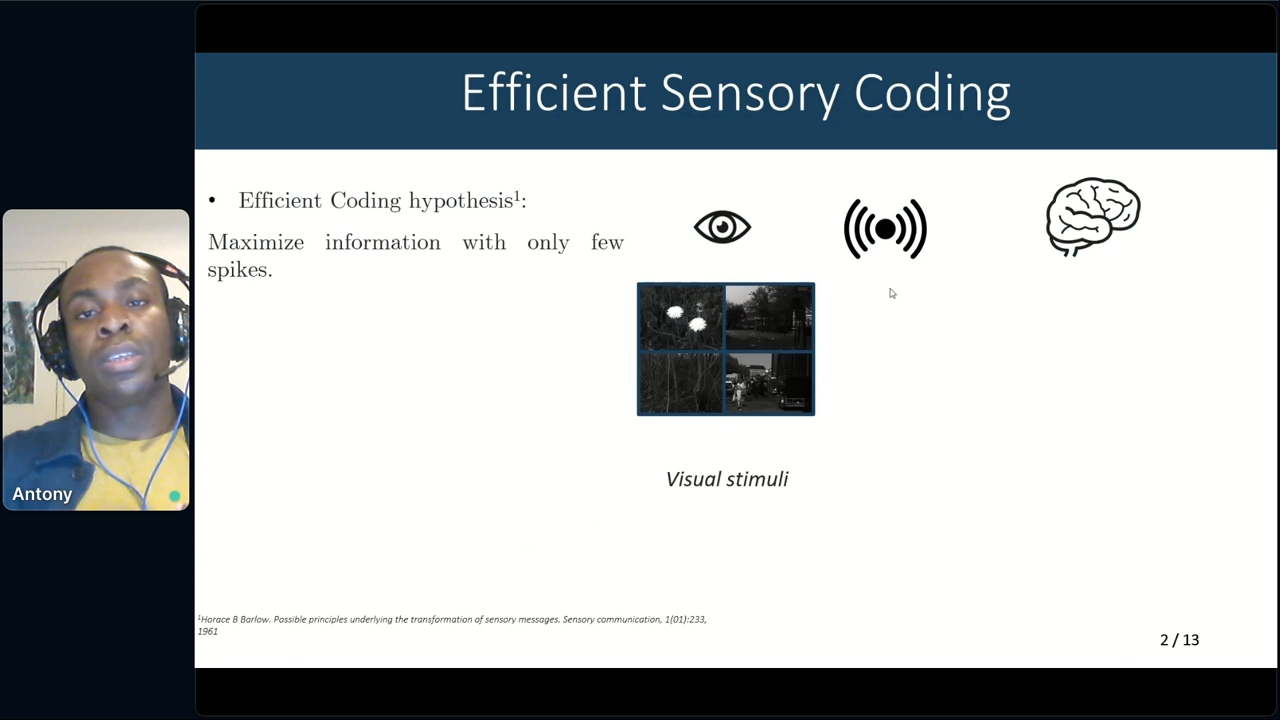 Efficient Sensory Coding
• Efficient Coding hypothesis¹:
Maximize information with only few
spikes.
Visual stimuli
Antony
¹Horace B Barlow. Possible principles underlying the transformation of sensory messages. Sensory communication, 1(01):233,
1961
2 / 13